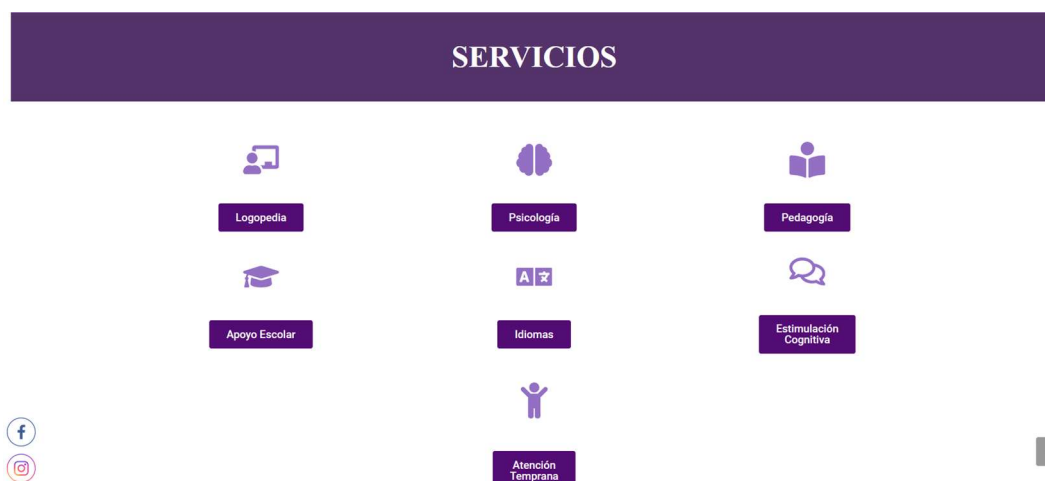 SERVICIOS
Logopedia
Psicología
Pedagogía
Apoyo Escolar
Idiomas
Estimulación
Cognitiva
Atención
Temprana